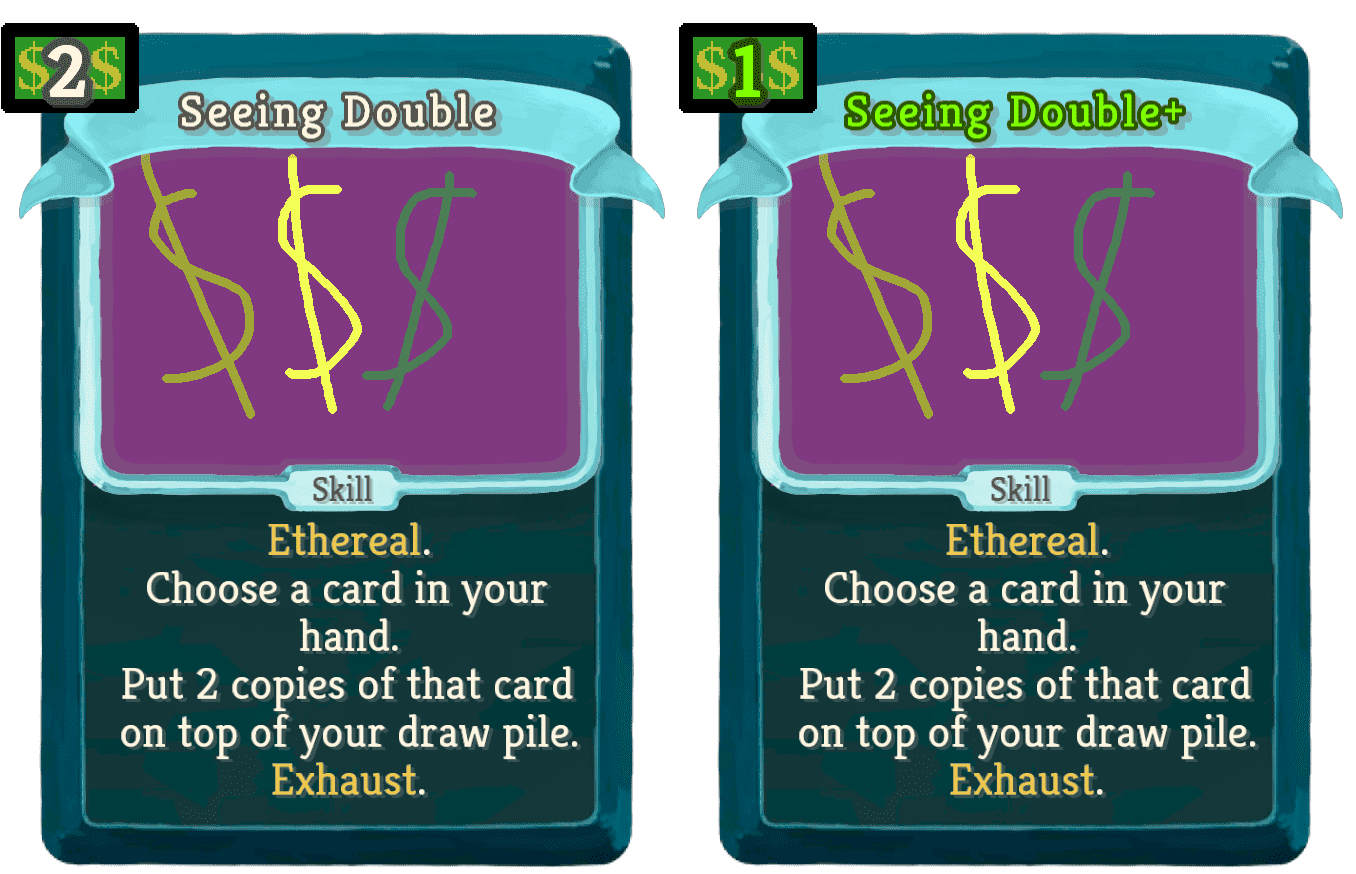 $2$
Seeing Double
$ $ $
Skill
Ethereal.
Choose a card in your
hand.
Put 2 copies of that card
on top of your draw pile.
Exhaust.
$1$
Seeing Double+
$ $ $
Skill
Ethereal.
Choose a card in your
hand.
Put 2 copies of that card
on top of your draw pile.
Exhaust.